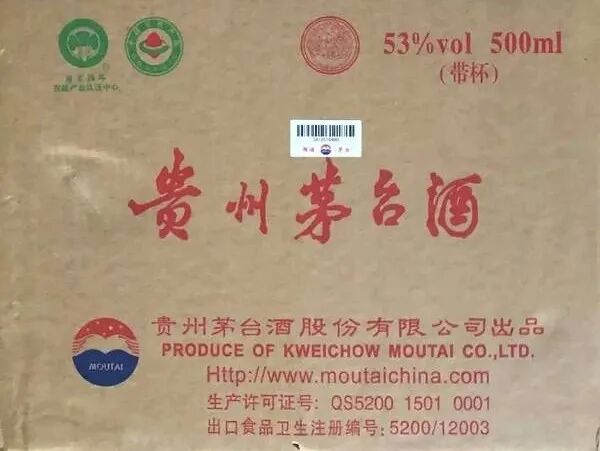 53%vol 500ml
(带杯)
贵州茅台酒
贵州茅台酒股份有限公司出品
PRODUCE OF KWEICHOW MOUTAI CO.,LTD.
MOUTAI
Http://www.moutaichina.com
生产许可证号: QS5200 1501 0001
出口食品卫生注册编号: 5200/12003